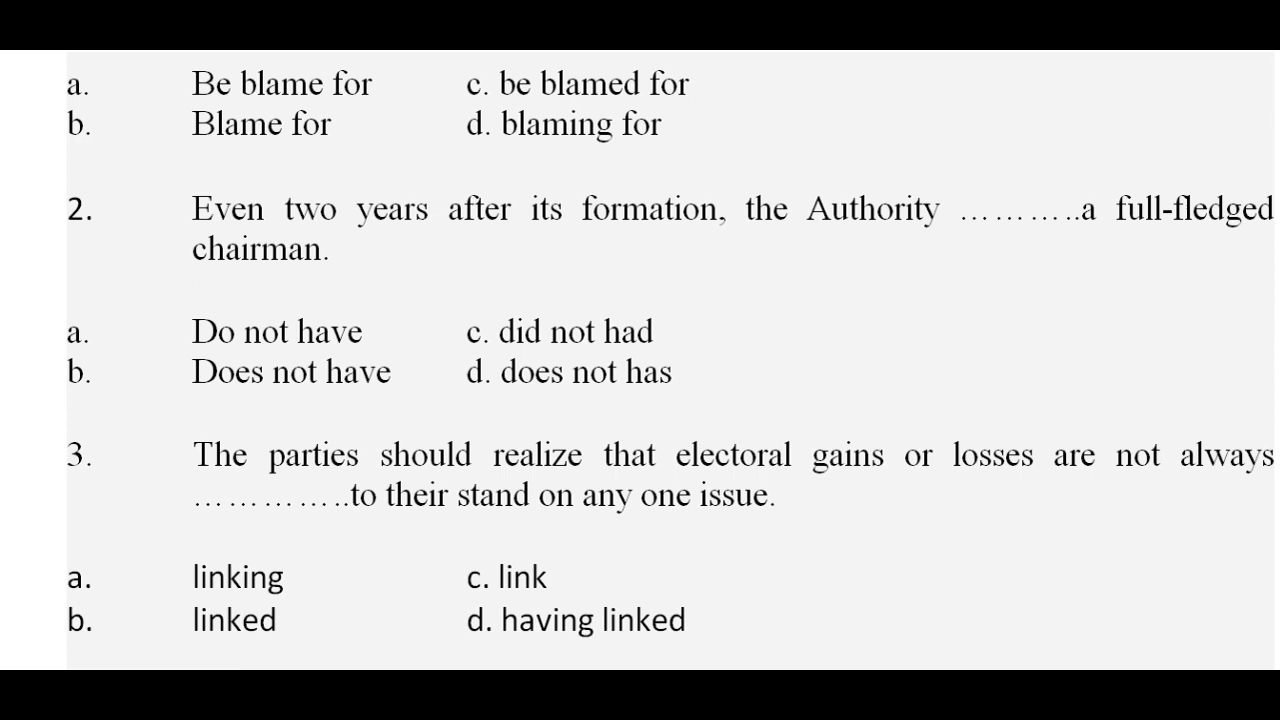 a. Be blame for c. be blamed for
b. Blame for d. blaming for
2. Even two years after its formation, the Authority ………..a full-fledged
chairman.
a. Do not have c. did not had
b. Does not have d. does not has
3. The parties should realize that electoral gains or losses are not always
…………..to their stand on any one issue.
a. linking c. link
b. linked d. having linked